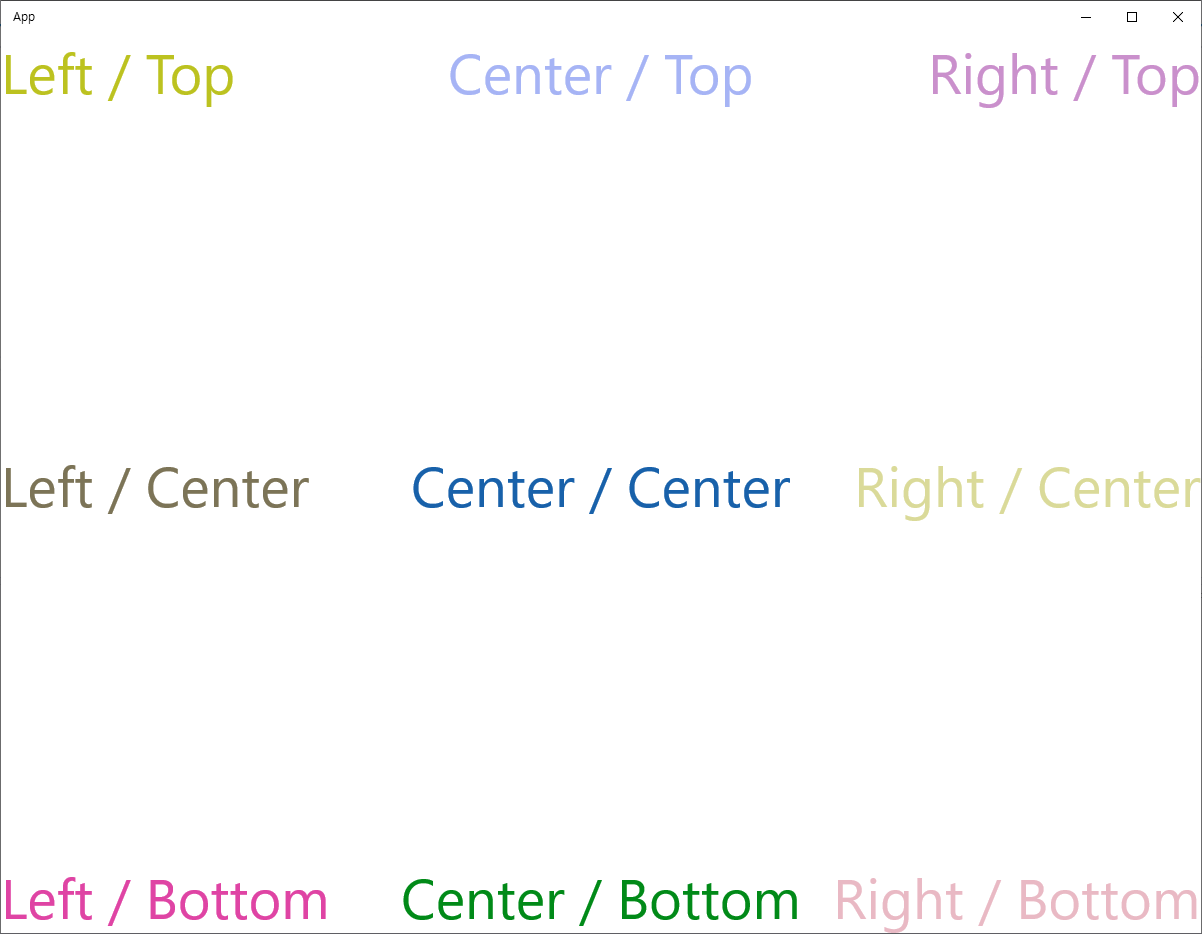 App
Left / Top Center / Top Right / Top
Left / Center Center / Center Right / Center
Left / Bottom Center / Bottom Right / Bottom